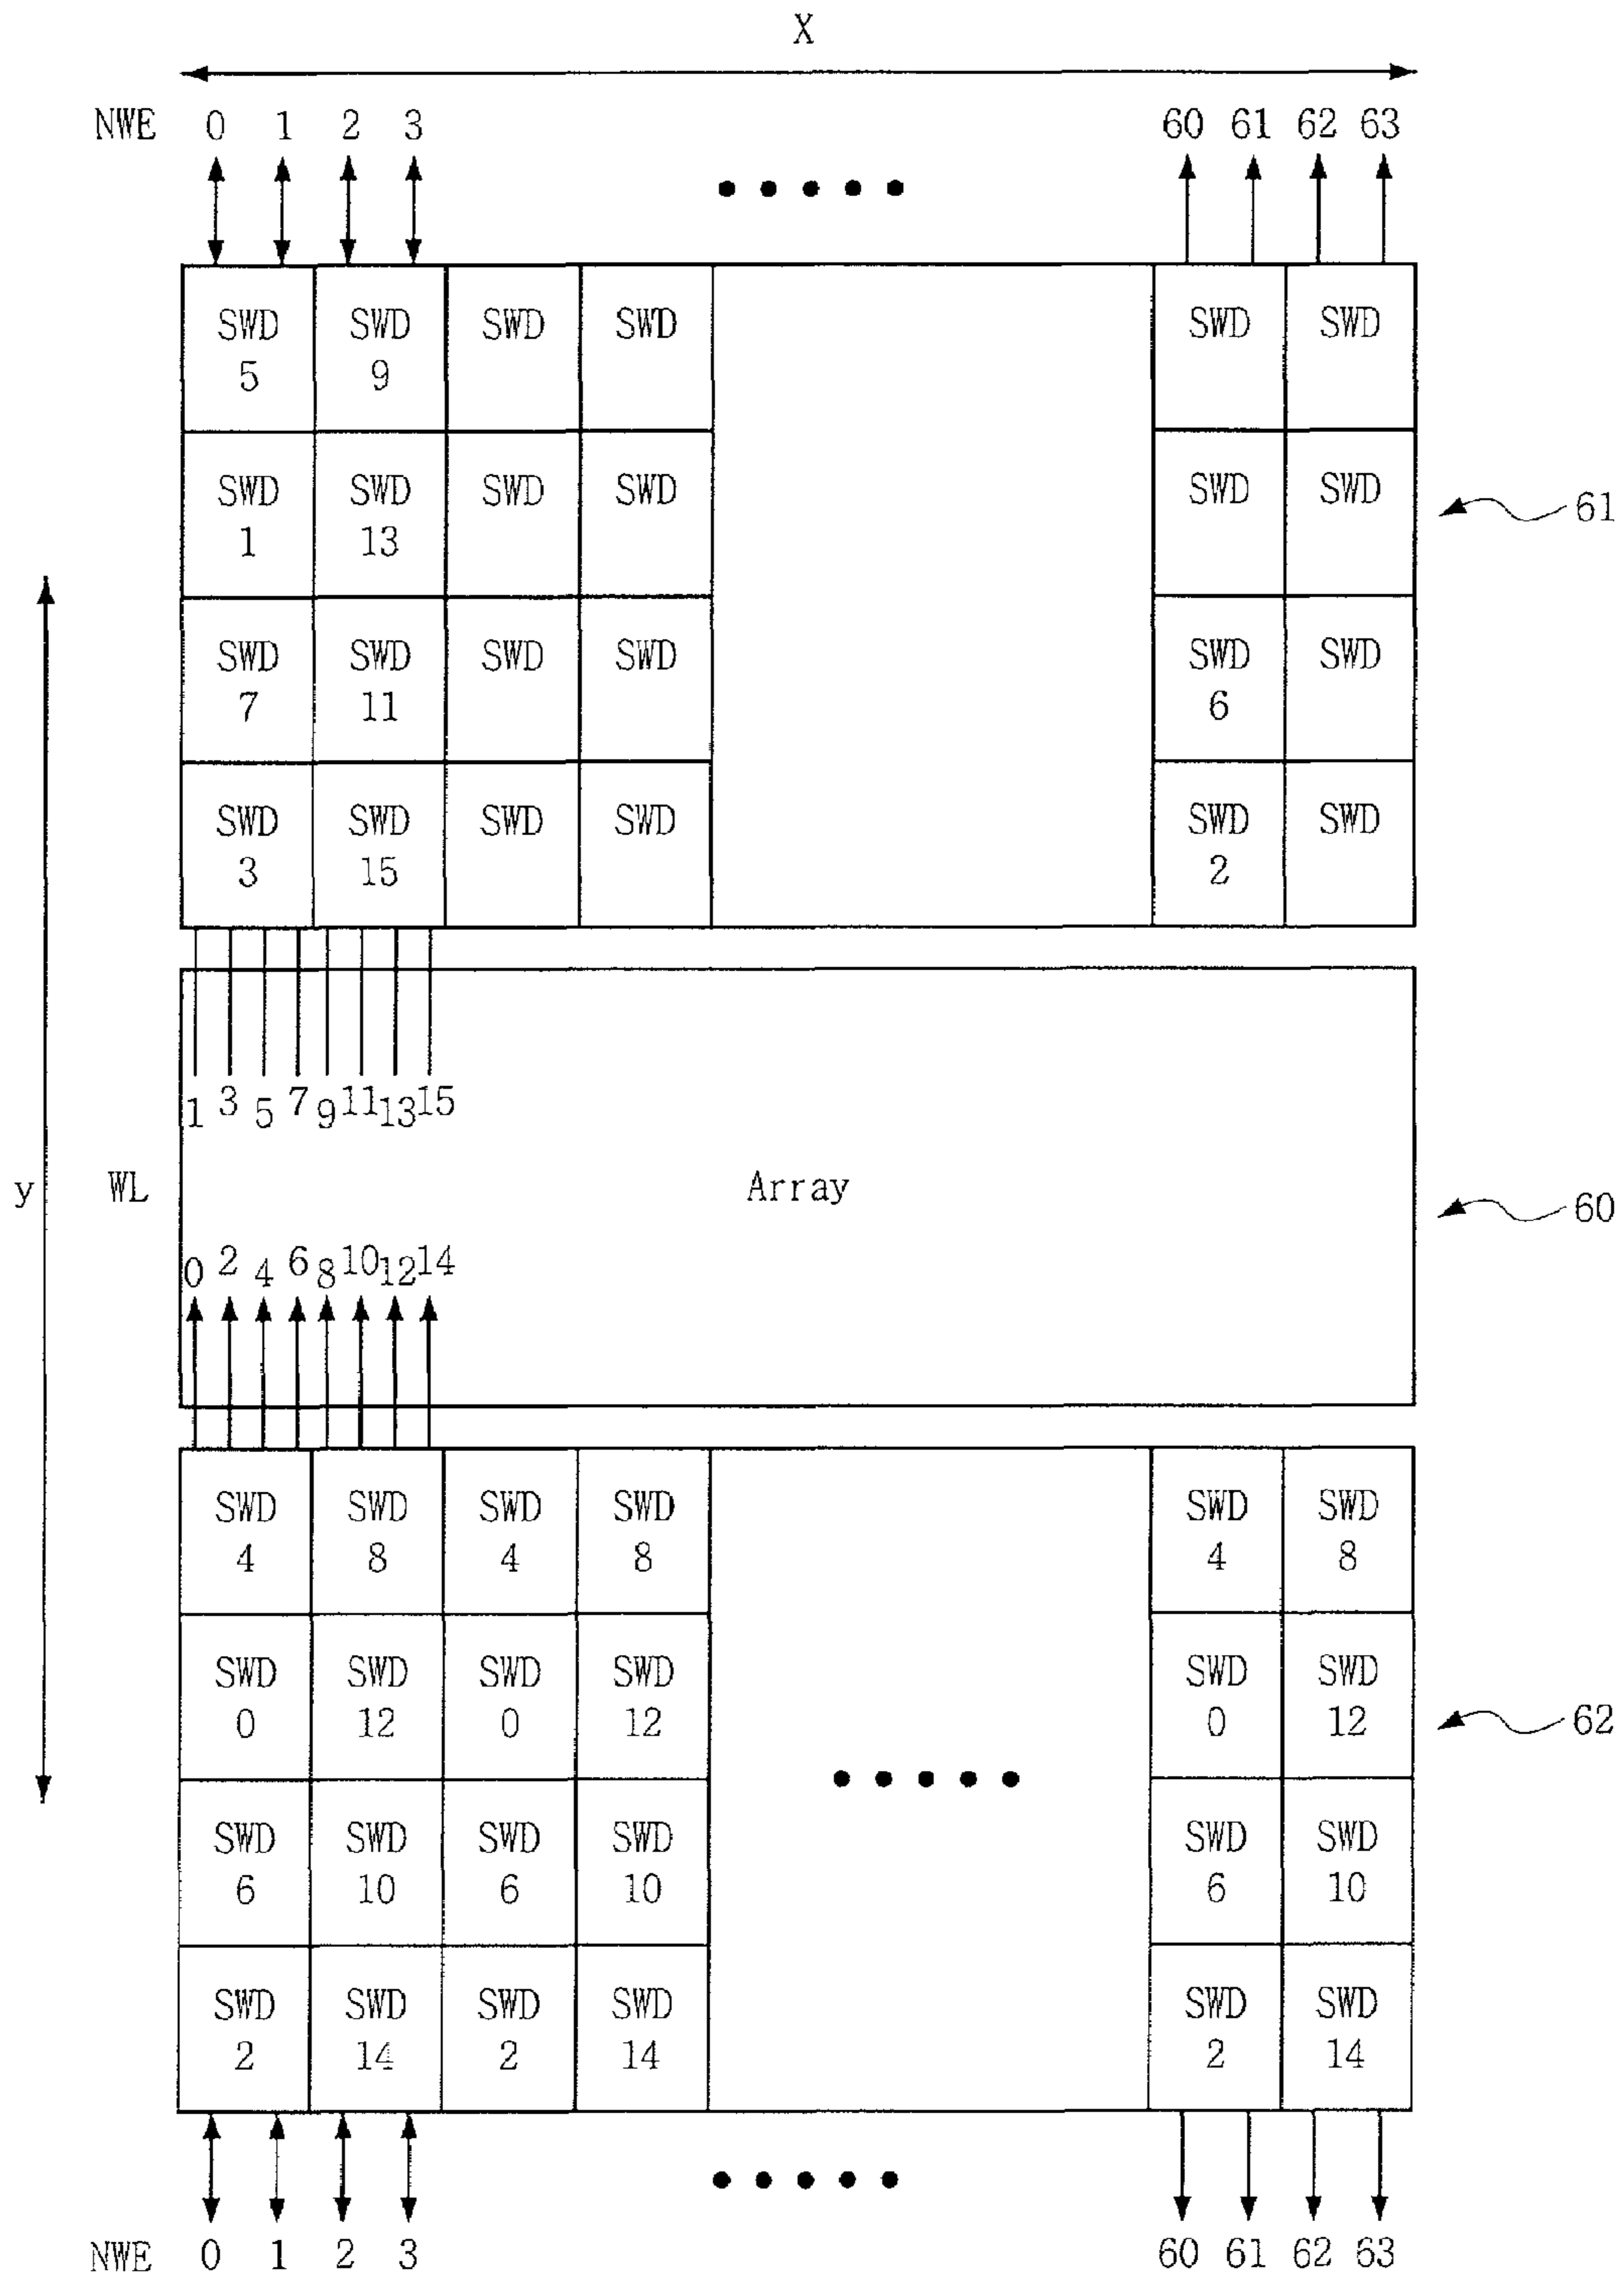 X
NWE 0 1 2 3 60 61 62 63
SWD SWD SWD SWD SWD SWD
5 9
SWD SWD SWD SWD SWD SWD
1 13
61
SWD SWD SWD SWD SWD SWD
7 11 6
SWD SWD SWD SWD SWD SWD
3 15 2
1 3 5 7 9 11 13 15
y WL Array 60
0 2 4 6 8 10 12 14
SWD SWD SWD SWD SWD SWD
4 8 4 8 4 8
SWD SWD SWD SWD SWD SWD
0 12 0 12 0 12
62
SWD SWD SWD SWD SWD SWD
6 10 6 10 6 10
SWD SWD SWD SWD SWD SWD
2 14 2 14 2 14
NWE 0 1 2 3 60 61 62 63